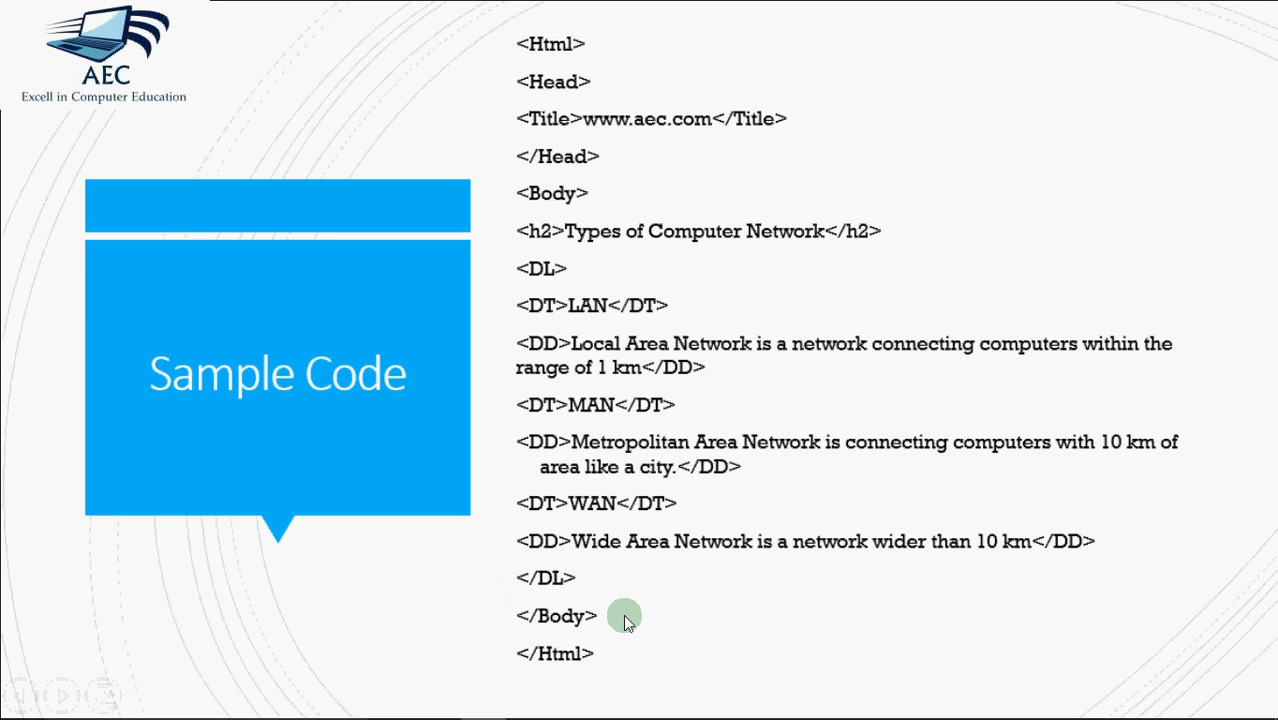 AEC
Excell in Computer Education
Sample Code
<Html>
<Head>
<Title>www.aec.com</Title>
</Head>
<Body>
<h2>Types of Computer Network</h2>
<DL>
<DT>LAN</DT>
<DD>Local Area Network is a network connecting computers within the
range of 1 km</DD>
<DT>MAN</DT>
<DD>Metropolitan Area Network is connecting computers with 10 km of
area like a city.</DD>
<DT>WAN</DT>
<DD>Wide Area Network is a network wider than 10 km</DD>
</DL>
</Body>
</Html>